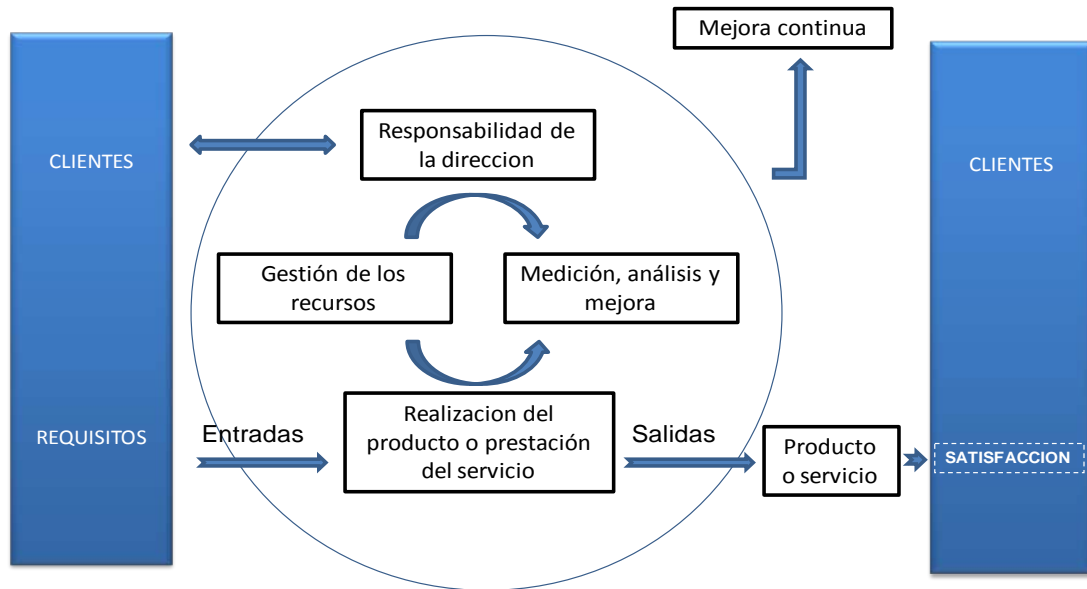 Mejora continua
Responsabilidad de
la direccion
CLIENTES
CLIENTES
Gestión de los
recursos
Medición, análisis y
mejora
REQUISITOS
Entradas
Realizacion del
producto o prestación
del servicio
Salidas
Producto
o servicio
SATISFACCION